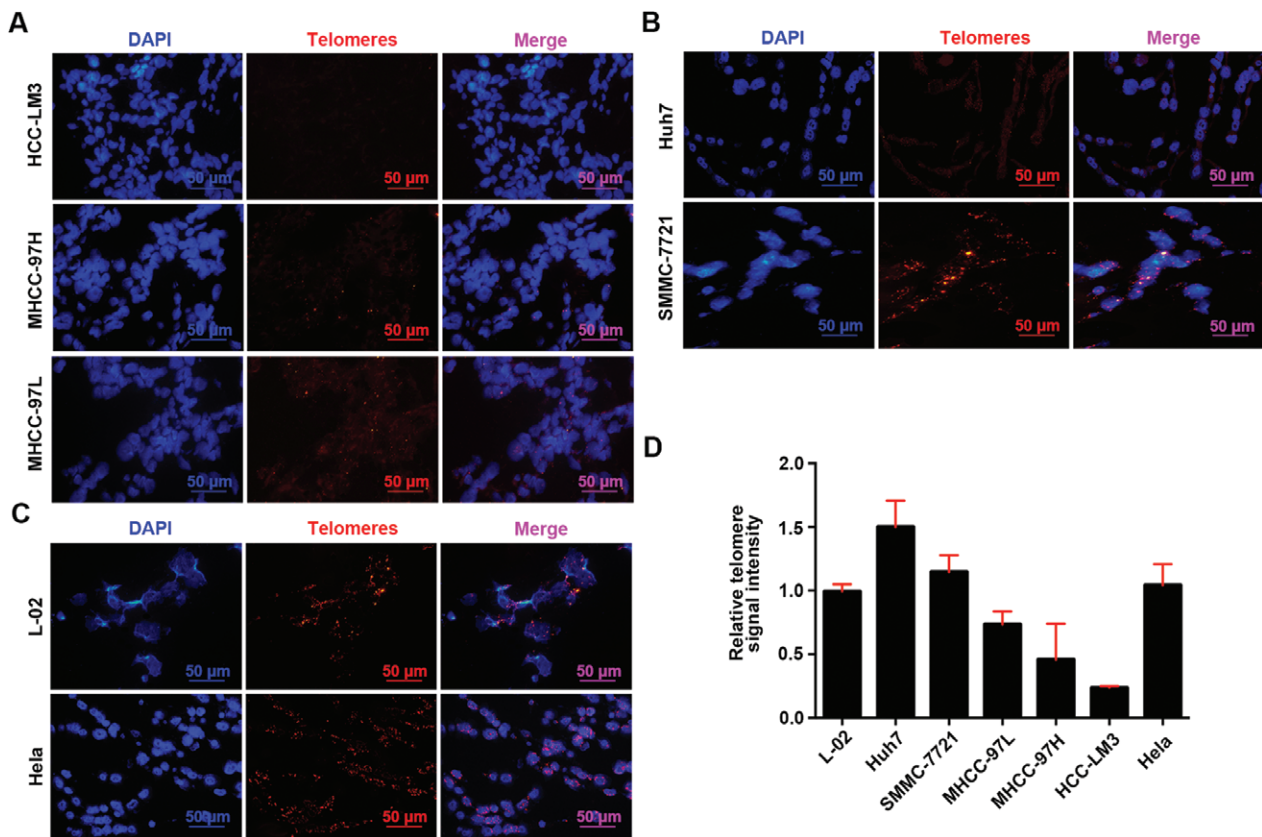 A
DAPI Telomeres Merge
HCC-LM3
50 µm 50 µm 50 µm
MHCC-97H
50 µm 50 µm 50 µm
MHCC-97L
50 µm 50 µm 50 µm
B
DAPI Telomeres Merge
Huh7
50 µm 50 µm 50 µm
SMMC-7721
50 µm 50 µm 50 µm
C
DAPI Telomeres Merge
L-02
50 µm 50 µm 50 µm
Hela
50 µm 50 µm 50 µm
D
Relative telomere
signal intensity
2.0
1.5
1.0
0.5
0.0
L-02 Huh7 SMMC-7721 MHCC-97L MHCC-97H HCC-LM3 Hela